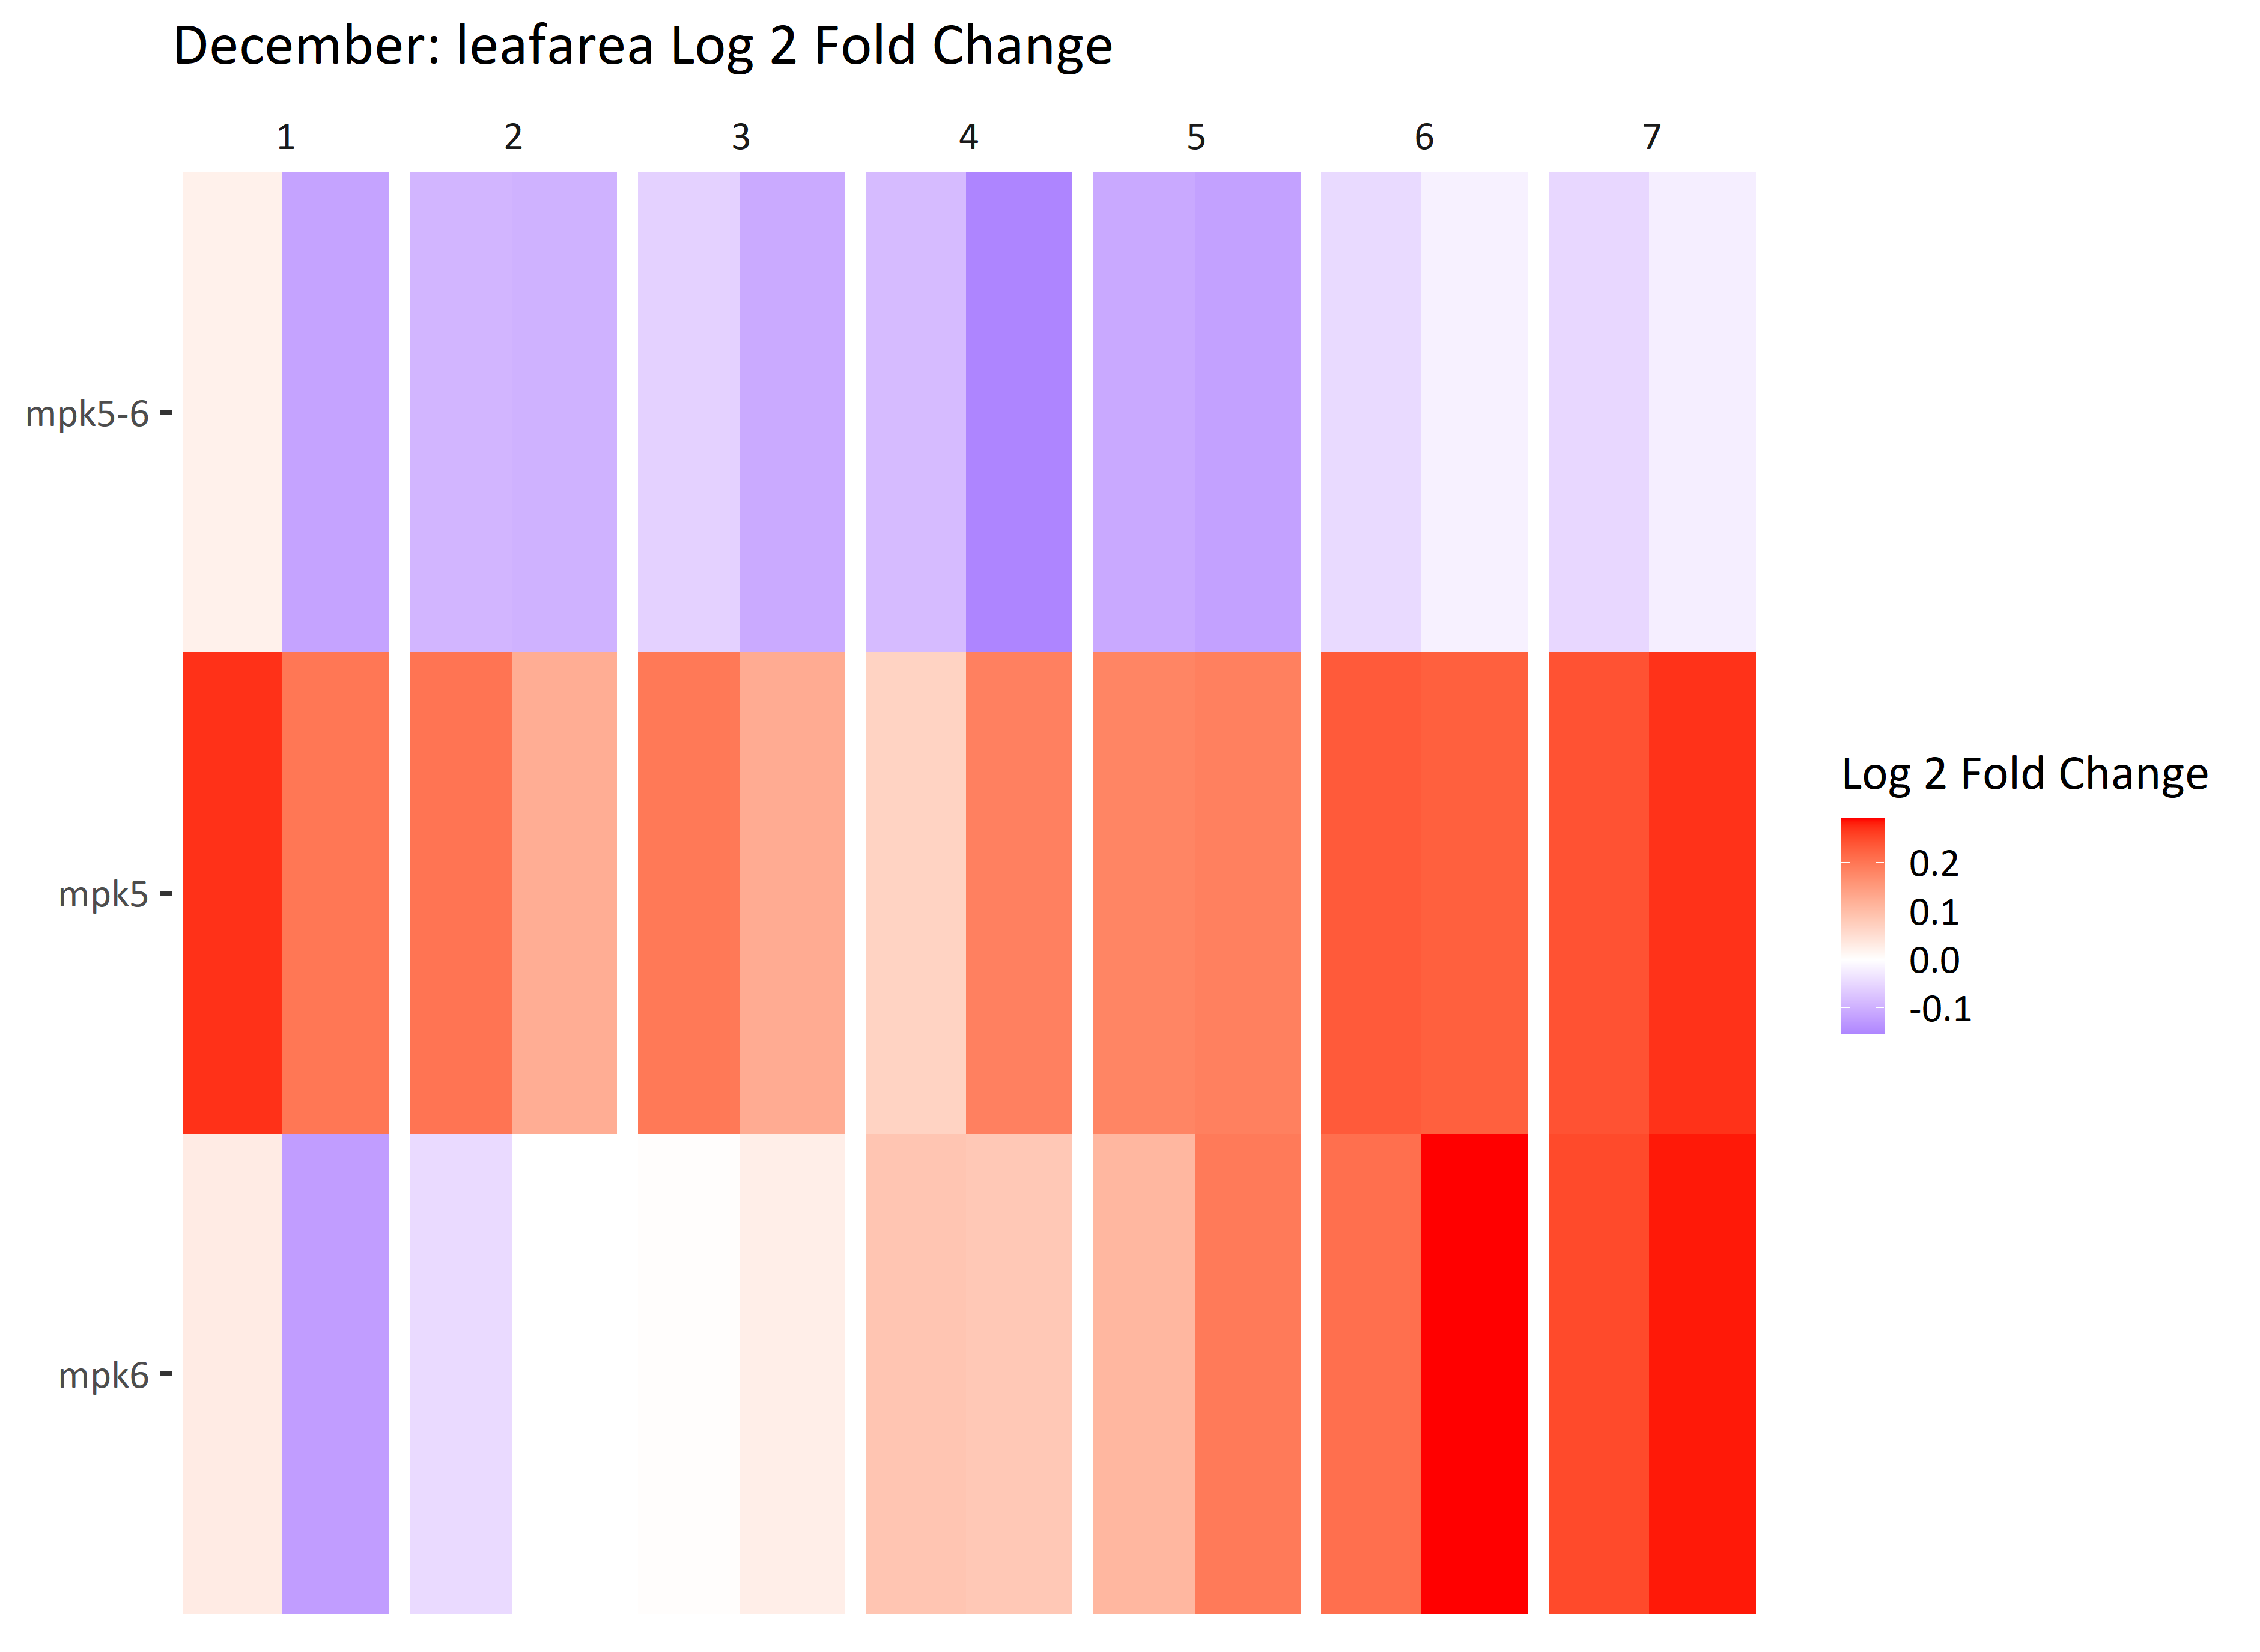 December: leafarea Log 2 Fold Change
1 2 3 4 5 6 7
mpk5-6
mpk5
mpk6
Log 2 Fold Change
0.2
0.1
0.0
-0.1